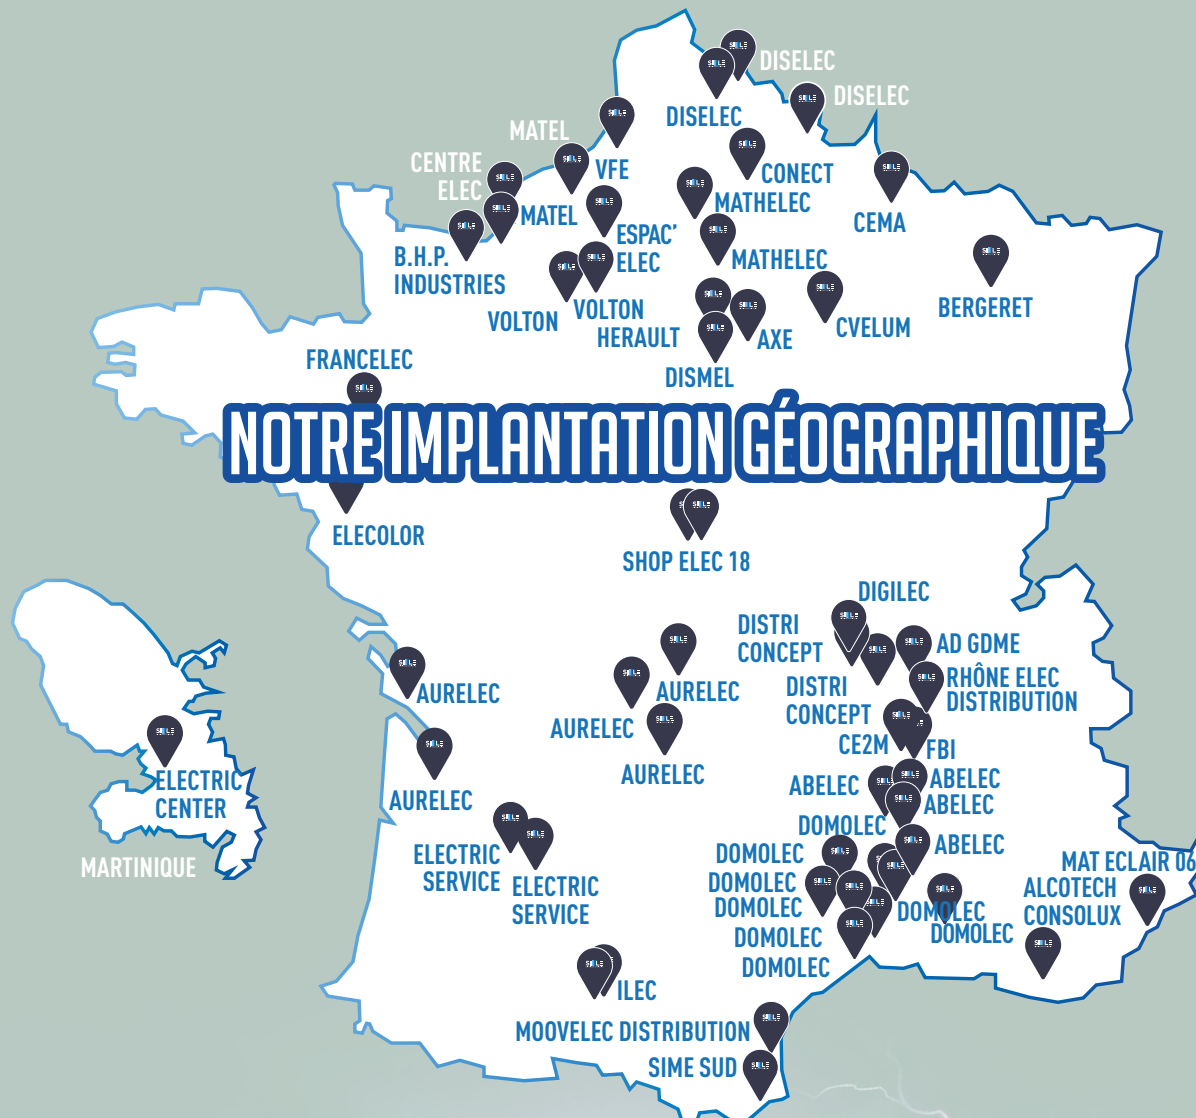 DISELEC
DISELEC
DISELEC
MATEL
VFE
CENTRE
ELEC
CONECT
MATHELEC
MATEL
CEMA
ESPAC'
ELEC
B.H.P.
INDUSTRIES
MATHELEC
BERGERET
VOLTON
VOLTON
HERAULT
AXE
CVELUM
FRANCELEC
DISMEL
NOTRE IMPLANTATION GÉOGRAPHIQUE
ELECOLOR
SHOP ELEC 18
DIGILEC
DISTRI
CONCEPT
AD GDME
RHÔNE ELEC
DISTRIBUTION
DISTRI
CONCEPT
AURELEC
AURELEC
AURELEC
CE2M
FBI
AURELEC
ABELEC
ABELEC
ABELEC
AURELEC
ELECTRIC
CENTER
MARTINIQUE
DOMOLEC
ABELEC
DOMOLEC
ELECTRIC
SERVICE
ELECTRIC
SERVICE
DOMOLEC
DOMOLEC
DOMOLEC
DOMOLEC
DOMOLEC
DOMOLEC
MAT ECLAIR 06
ALCOTECH
CONSOLUX
ILEC
MOOVELEC DISTRIBUTION
SIME SUD